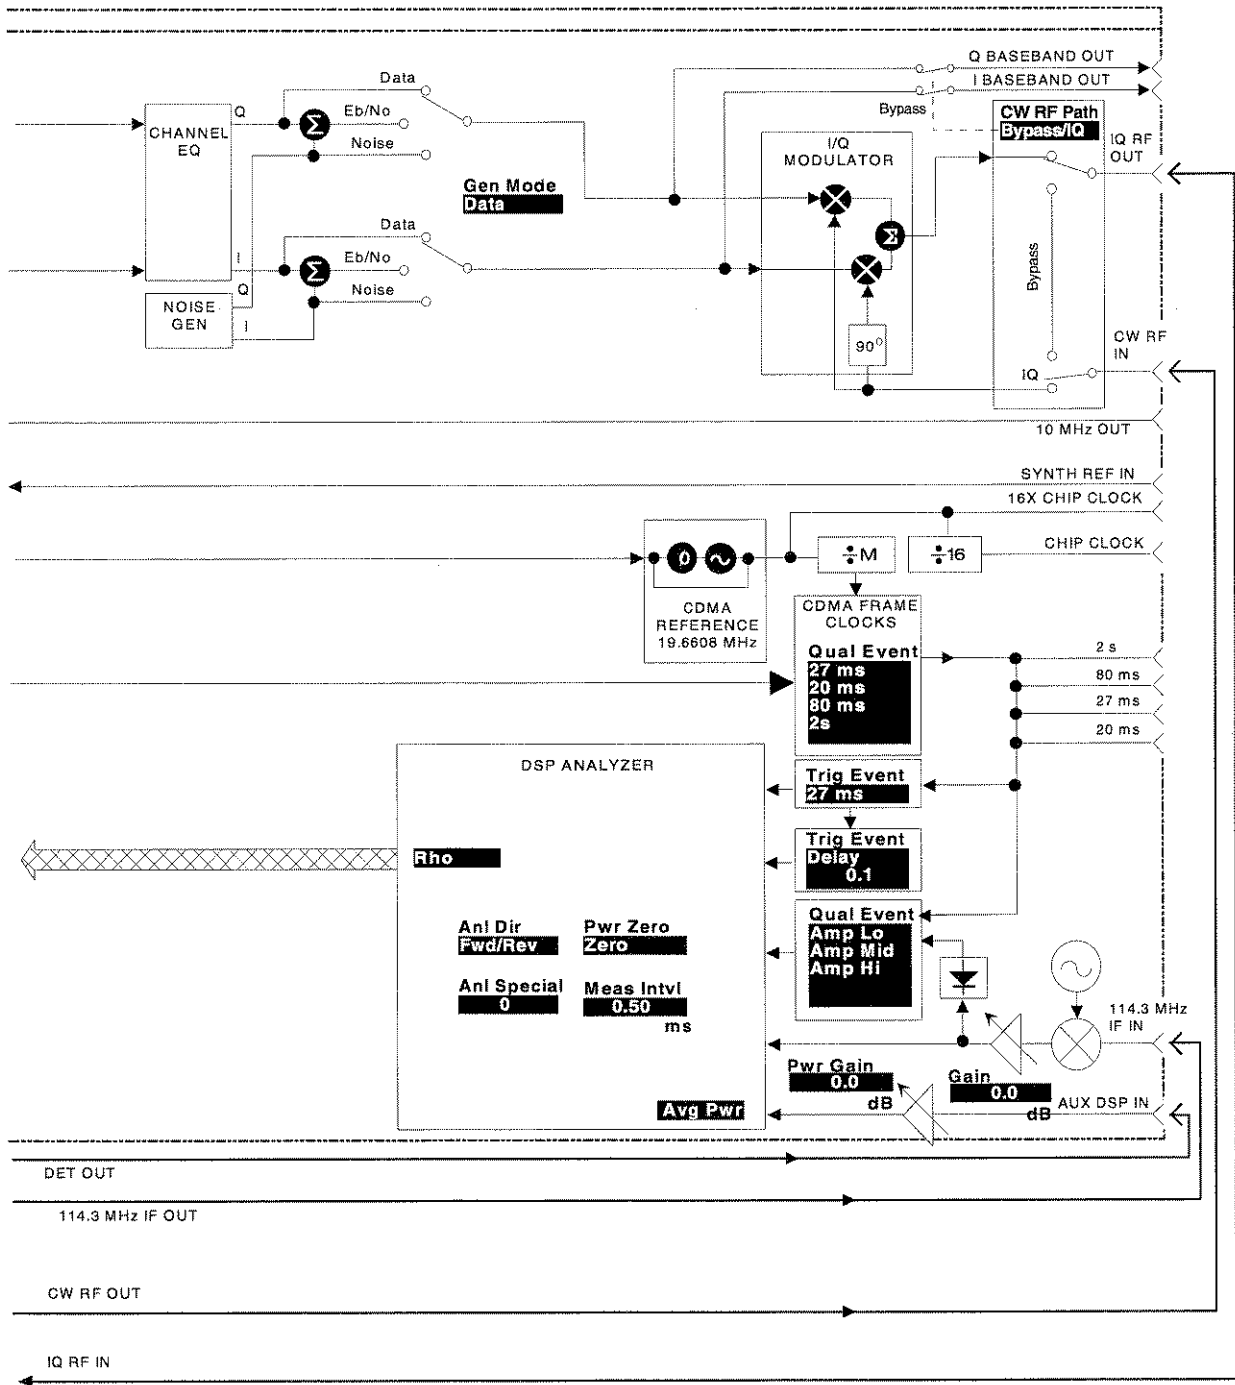 Q BASEBAND OUT
I BASEBAND OUT
Data
Q
Eb/No
Noise
CHANNEL
EQ
Bypass
CW RF Path
Bypass/IQ
IQ RF
OUT
I/Q
MODULATOR
Σ
Gen Mode
Data
Data
I
Eb/No
Noise
Σ
Σ
Q
NOISE
GEN
I
Bypass
90°
IQ
CW RF
IN
10 MHz OUT
SYNTH REF IN
16X CHIP CLOCK
CHIP CLOCK
÷M
÷16
ϕ
CDMA
REFERENCE
19.6608 MHz
CDMA FRAME
CLOCKS
Qual Event
27 ms
20 ms
80 ms
2s
2 s
80 ms
27 ms
20 ms
DSP ANALYZER
Trig Event
27 ms
Trig Event
Delay
0.1
Rho
Anl Dir
Fwd/Rev
Pwr Zero
Zero
Anl Special
0
Meas Intvl
0.50
ms
Qual Event
Amp Lo
Amp Mid
Amp Hi
114.3 MHz
IF IN
Pwr Gain
0.0
dB
Gain
0.0
dB
AUX DSP IN
Avg Pwr
DET OUT
114.3 MHz IF OUT
CW RF OUT
IQ RF IN